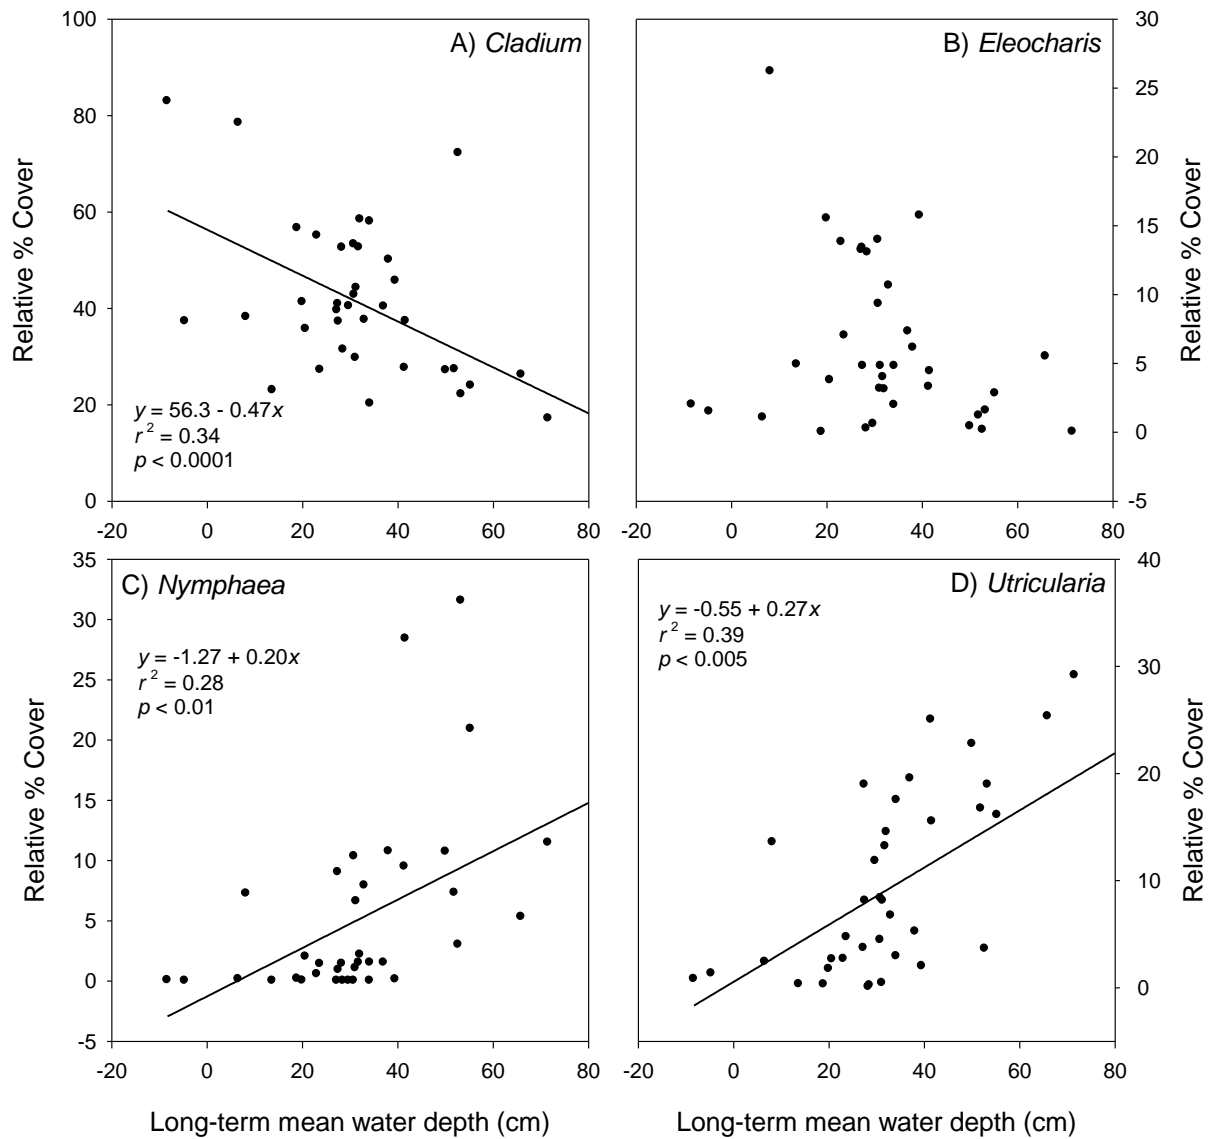 A) Cladium
100
80
60
40
20
0
Relative % Cover
y = 56.3 - 0.47x
r 2 = 0.34
p < 0.0001
-20 0 20 40 60 80
B) Eleocharis
30
25
20
15
10
5
0
-5
Relative % Cover
-20 0 20 40 60 80
C) Nymphaea
35
30
25
20
15
10
5
0
-5
Relative % Cover
y = -1.27 + 0.20x
r 2 = 0.28
p < 0.01
-20 0 20 40 60 80
Long-term mean water depth (cm)
D) Utricularia
y = -0.55 + 0.27x
r 2 = 0.39
p < 0.005
40
30
20
10
0
Relative % Cover
-20 0 20 40 60 80
Long-term mean water depth (cm)